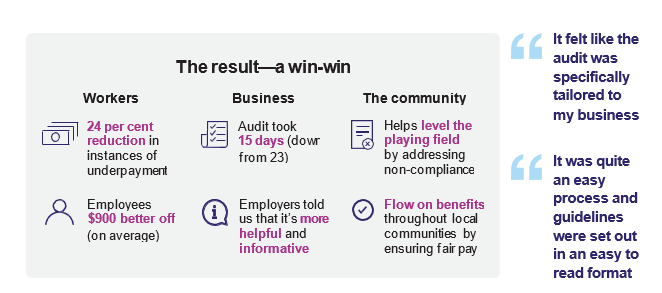 The result—a win-win
Workers
24 per cent
reduction in
instances of
underpayment
Employees
$900 better off
(on average)
Business
Audit took
15 days (dowr
from 23)
Employers told
us that it's more
helpful and
informative
The community
Helps level the
playing field
by addressing
non-compliance
Flow on benefits
throughout local
communities by
ensuring fair pay
It felt like the
audit was
specifically
tailored to
my business
It was quite
an easy
process and
guidelines
were set out
in an easy to
read format